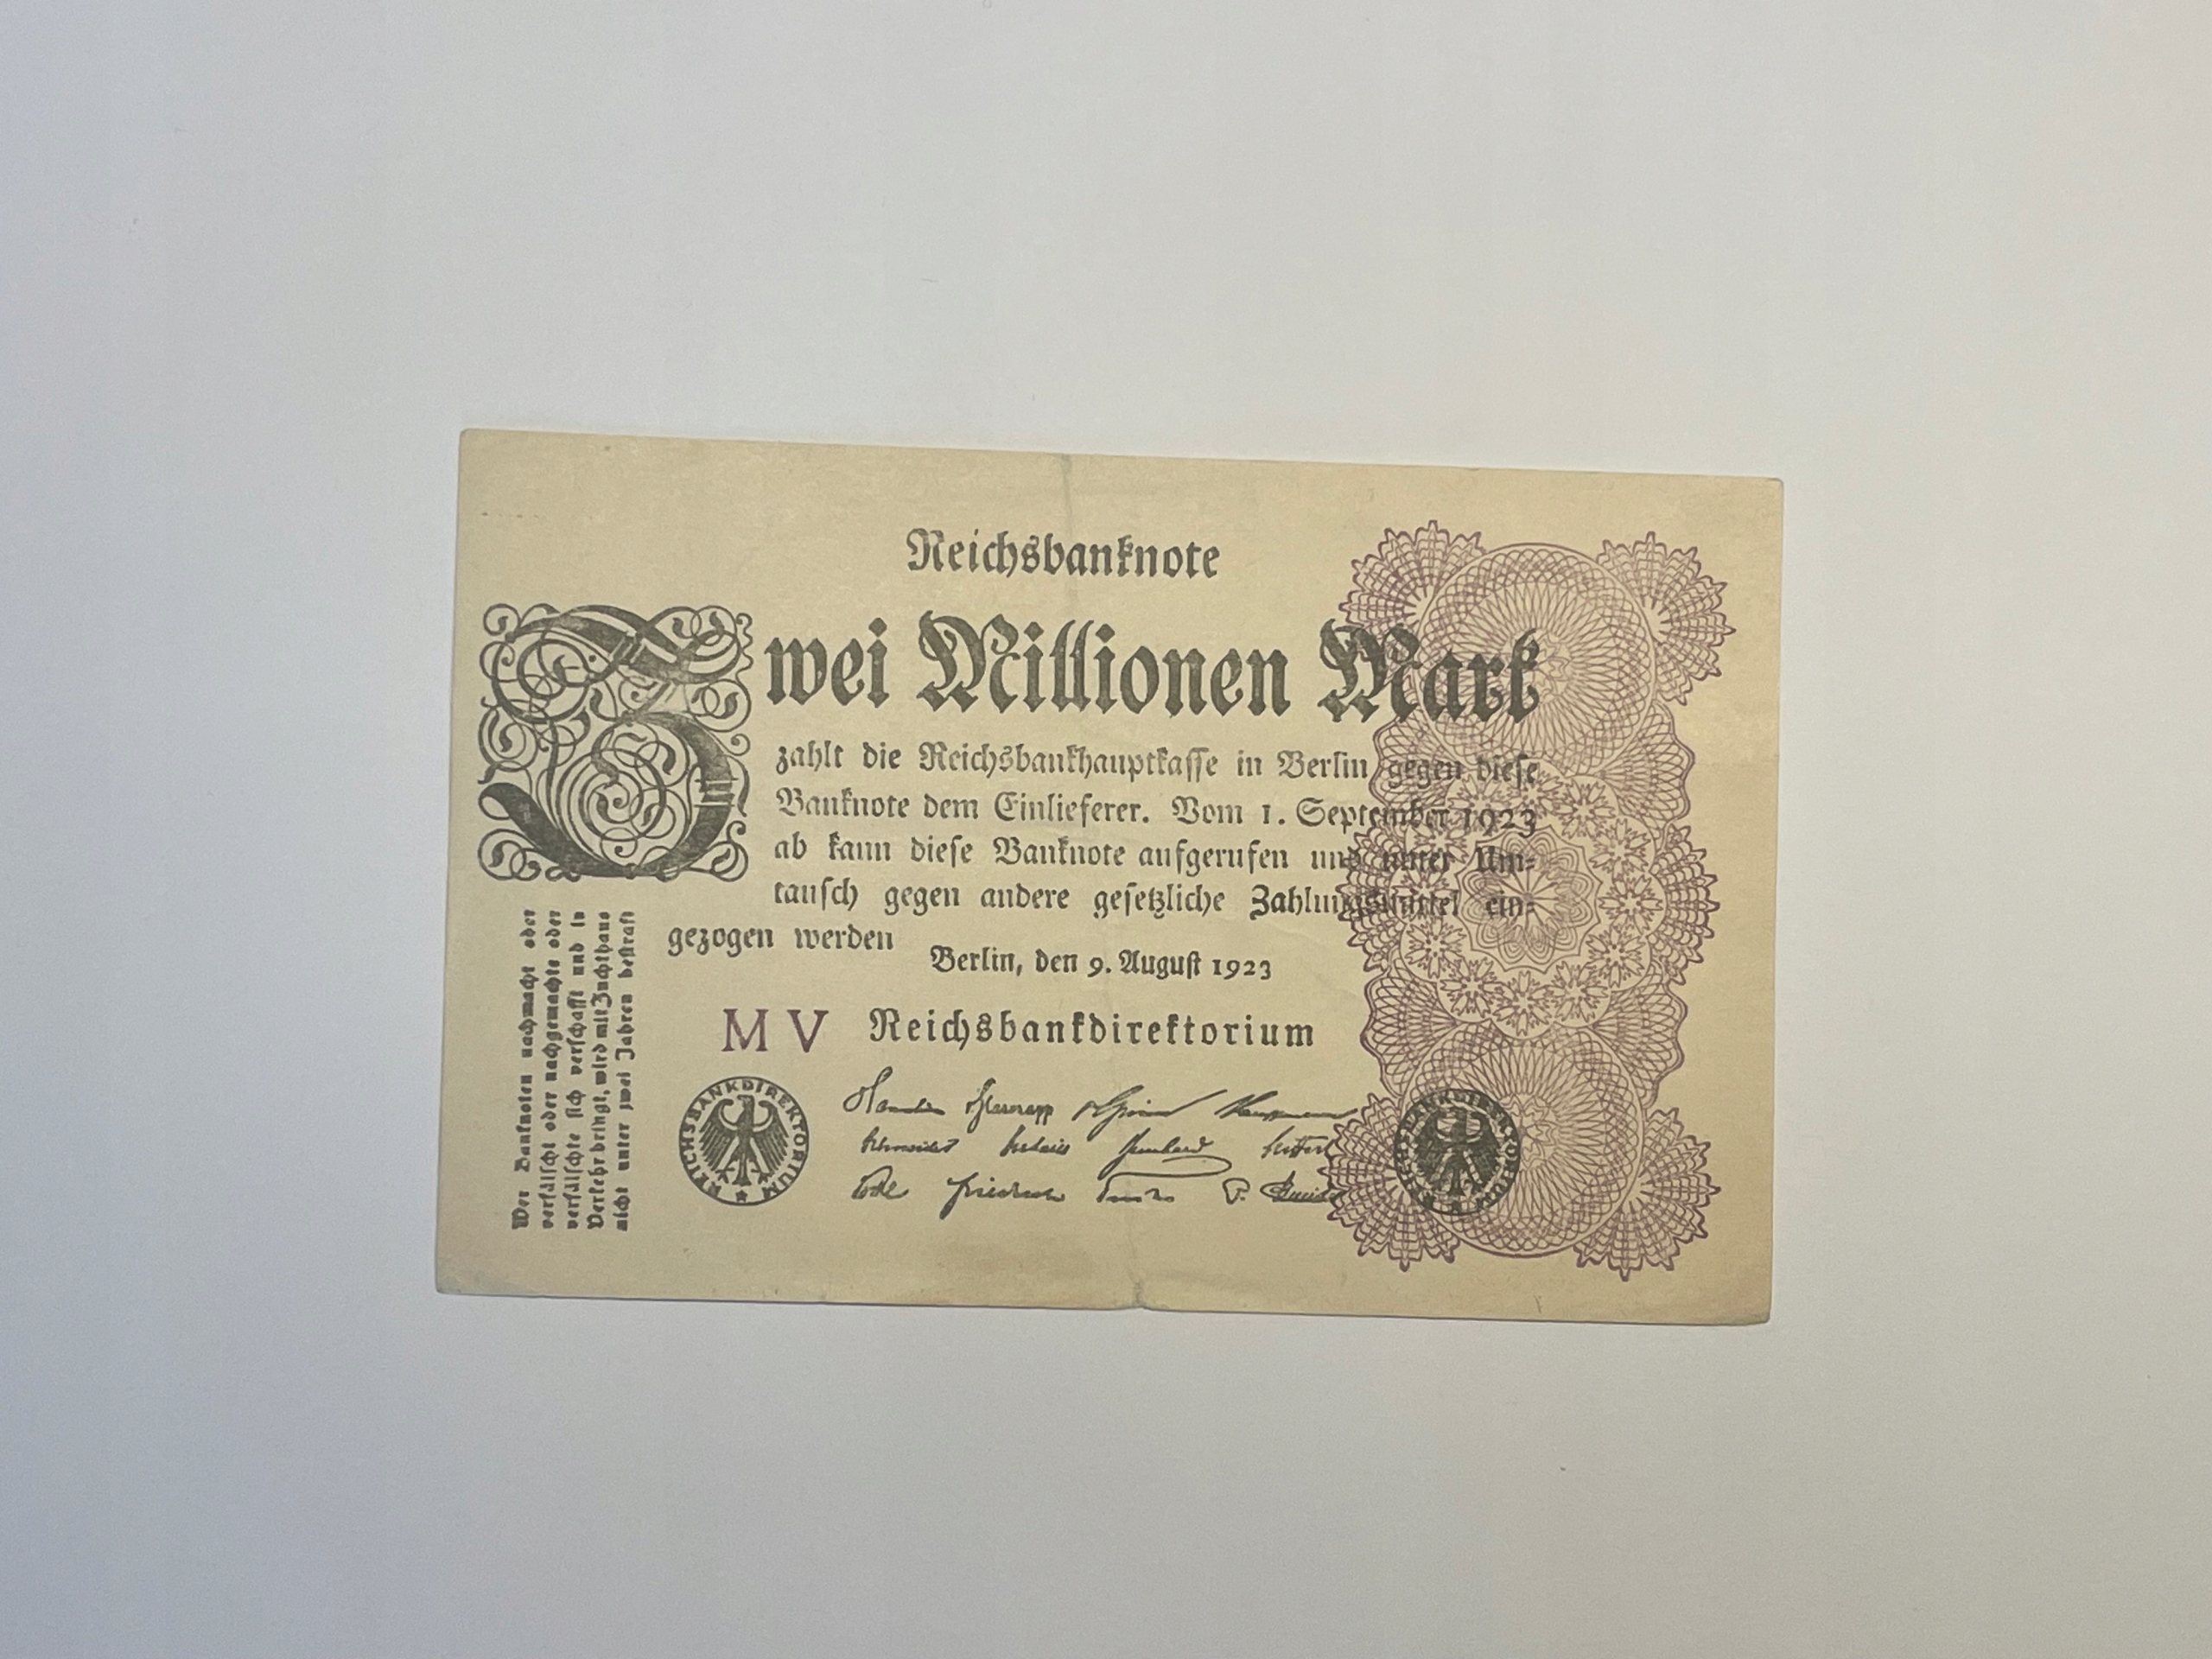 Reichsbanknote
Zwei Millionen Mark
zahlt die Reichsbankhauptkasse in Berlin gegen diese
Banknote dem Einlieferer. Vom 1. September 1923
ab kann diese Banknote aufgerufen und unter Um-
tausch gegen andere gesetzliche Zahlungsmittel ein-
gezogen werden
Berlin, den 9. August 1923
MV Reichsbankdirektorium
REICHSBANKDIREKTORIUM
REICHSBANKDIREKTORIUM
Wer Banknoten nachmacht oder
verfälscht oder nachgemachte oder
verfälschte sich verschafft und in
Verkehr bringt, wird mit Zuchthaus
nicht unter zwei Jahren bestraft